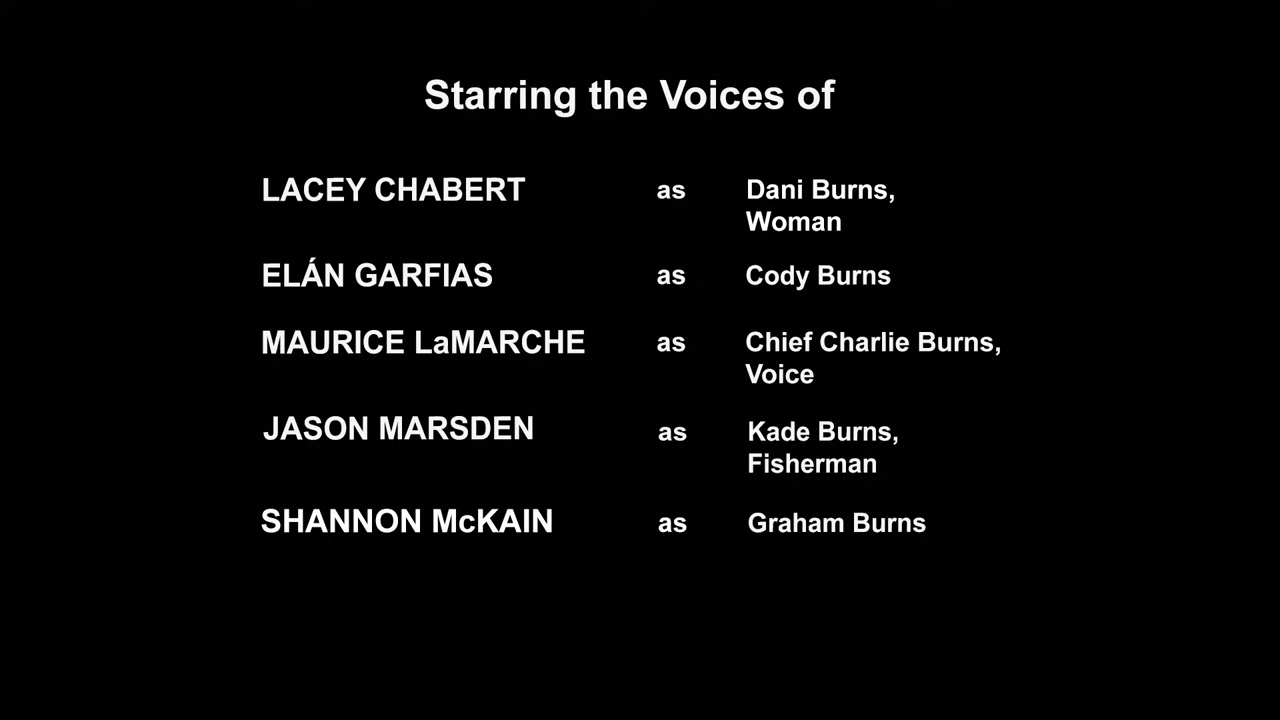 Starring the Voices of
LACEY CHABERT as Dani Burns,
Woman
ELÁN GARFIAS as Cody Burns
MAURICE LaMARCHE as Chief Charlie Burns,
Voice
JASON MARSDEN as Kade Burns,
Fisherman
SHANNON McKAIN as Graham Burns